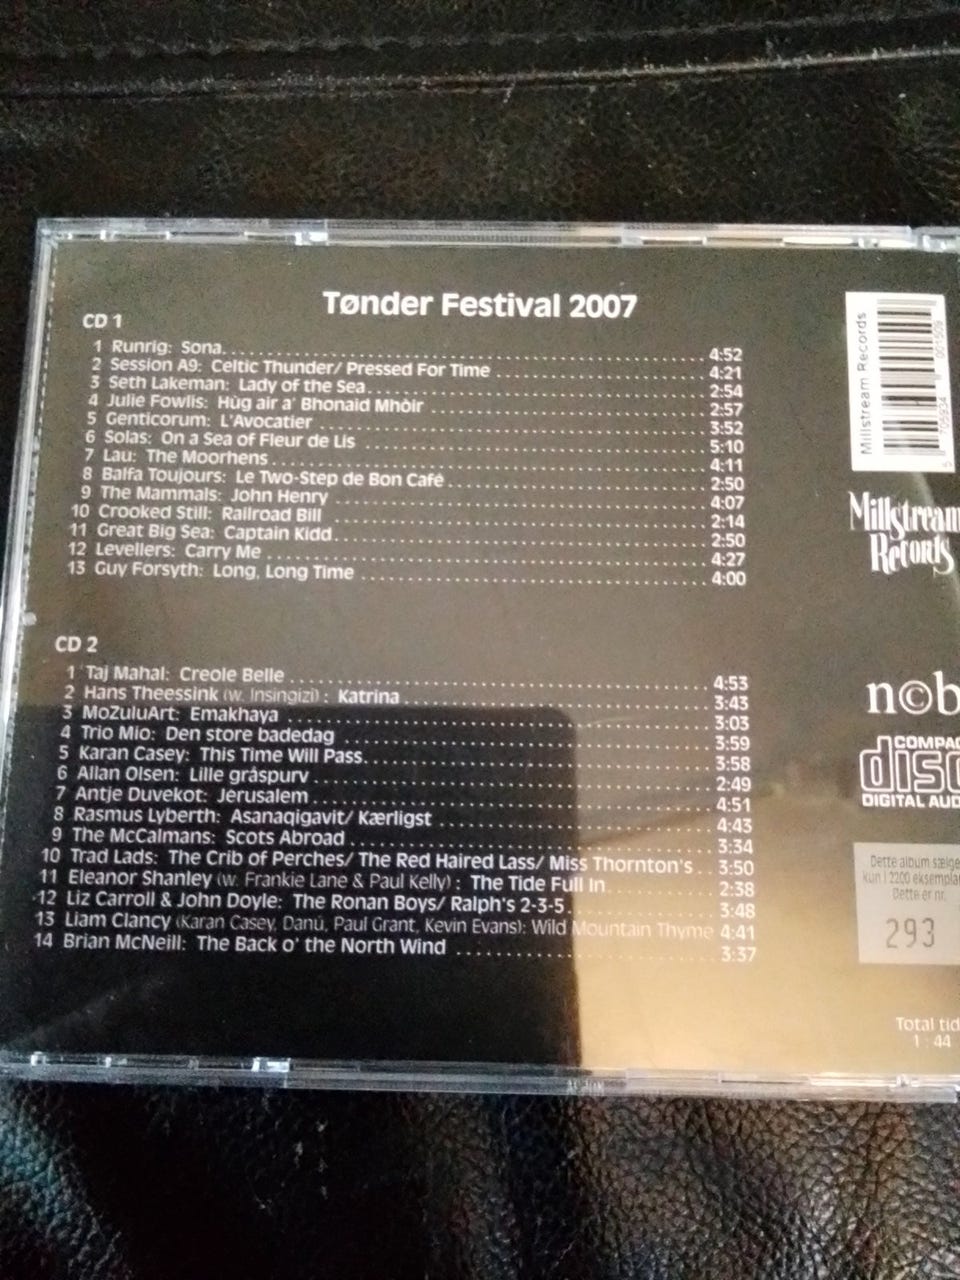 Tønder Festival 2007
CD 1
1 Runrig: Sona 4:52
2 Session A9: Celtic Thunder/ Pressed For Time 4:21
3 Seth Lakeman: Lady of the Sea 2:54
4 Julie Fowlis: Hùg air a' Bhonaid Mhòir 2:57
5 Genticorum: L'Avocatier 3:52
6 Solas: On a Sea of Fleur de Lis 5:10
7 Lau: The Moorhens 4:11
8 Balfa Toujours: Le Two-Step de Bon Café 2:50
9 The Mammals: John Henry 4:07
10 Crooked Still: Railroad Bill 2:14
11 Great Big Sea: Captain Kidd 2:50
12 Levellers: Carry Me 4:27
13 Guy Forsyth: Long, Long Time 4:00
CD 2
1 Taj Mahal: Creole Belle 4:53
2 Hans Theessink (w. Insingizi) : Katrina 3:43
3 MoZuluArt: Emakhaya 3:03
4 Trio Mio: Den store badedag 3:59
5 Karan Casey: This Time Will Pass 3:58
6 Allan Olsen: Lille gråspurv 2:49
7 Antje Duvekot: Jerusalem 4:51
8 Rasmus Lyberth: Asanaqigavit/ Kærligst 4:43
9 The McCalmans: Scots Abroad 3:34
10 Trad Lads: The Crib of Perches/ The Red Haired Lass/ Miss Thornton's 3:50
11 Eleanor Shanley (w. Frankie Lane & Paul Kelly) : The Tide Full In 2:38
12 Liz Carroll & John Doyle: The Ronan Boys/ Ralph's 2-3-5 3:48
13 Liam Clancy (Karan Casey, Danú, Paul Grant, Kevin Evans): Wild Mountain Thyme 4:41
14 Brian McNeill: The Back o' the North Wind 3:37
Millstream Records
Millstream
Records
n©b
COMPAC
disc
DIGITAL AUD
Dette album sælge
kun i 2200 eksempla
Dette er nr.
293
Total tid
1 : 44